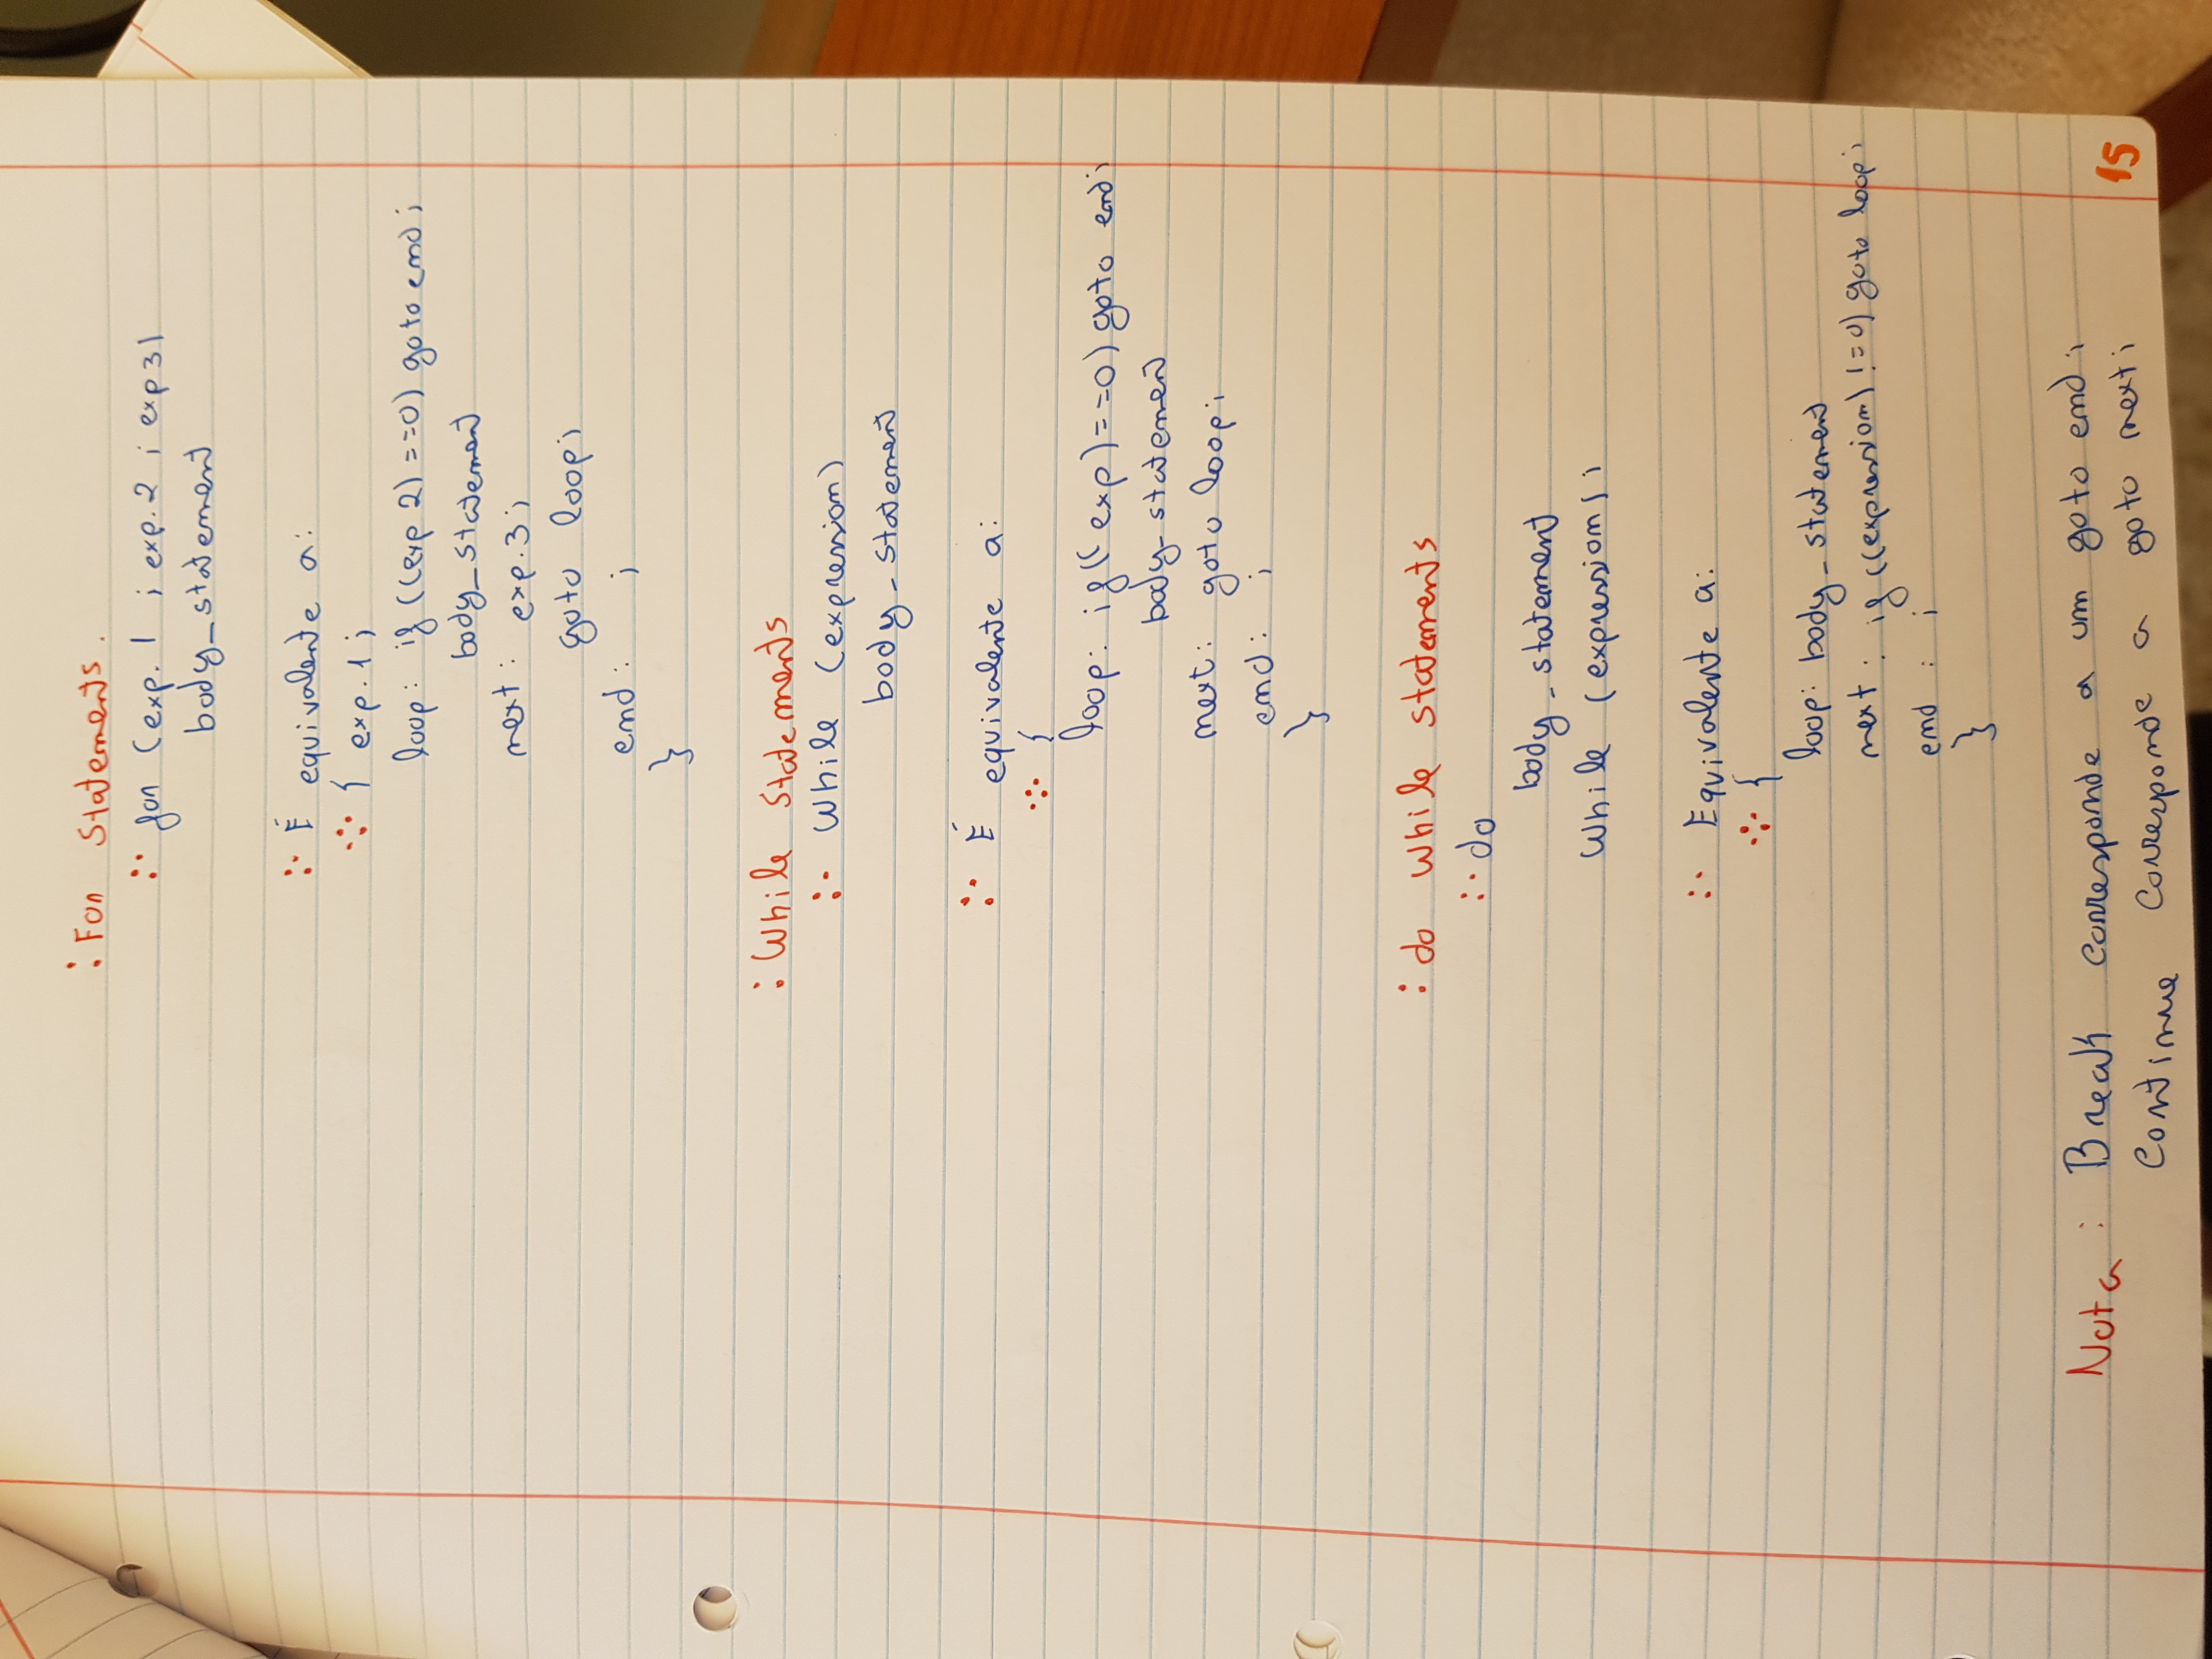 : For Statements.
:· for (exp. 1 ; exp. 2 ; exp 3)
body_statement
:· É equivalente a:
·:· { exp. 1 ;
loop: if ((exp 2) == 0) goto end ;
body_statement
next : exp. 3 ;
goto loop ;
end : ;
}
: While Statements
:· While (expression)
body_statement
:· É equivalente a:
·:· {
loop: if (( exp) == 0) goto end ;
body_statemen
next : goto loop ;
end : ;
}
: do while statements
:· do
body_statement
While (expression) ;
:· Equivalente a:
·:· {
loop: body_statement
next : if ((expression) != 0) goto loop ;
end : ;
}
Nota : Break corresponde a um goto end ;
Continue corresponde a goto next ;
15